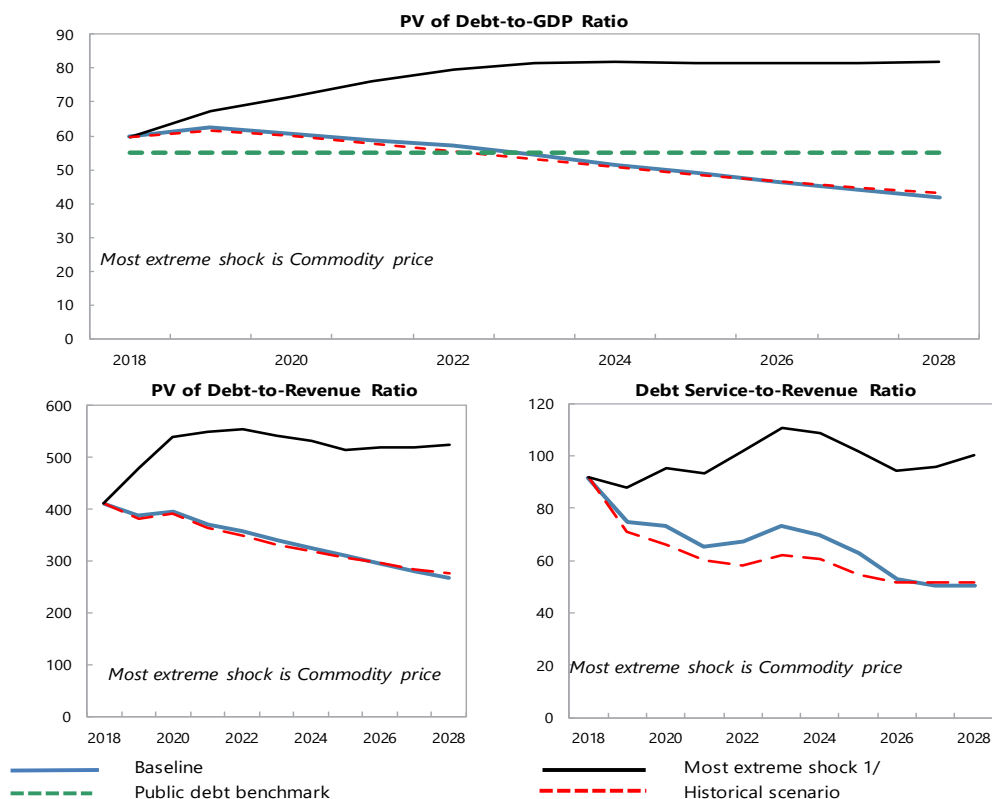 PV of Debt-to-GDP Ratio
90
80
70
60
50
40
30
20
10
0
Most extreme shock is Commodity price
2018 2020 2022 2024 2026 2028
PV of Debt-to-Revenue Ratio
600
500
400
300
200
100
0
Most extreme shock is Commodity price
2018 2020 2022 2024 2026 2028
Debt Service-to-Revenue Ratio
120
100
80
60
40
20
0
Most extreme shock is Commodity price
2018 2020 2022 2024 2026 2028
Baseline
Public debt benchmark
Most extreme shock 1/
Historical scenario